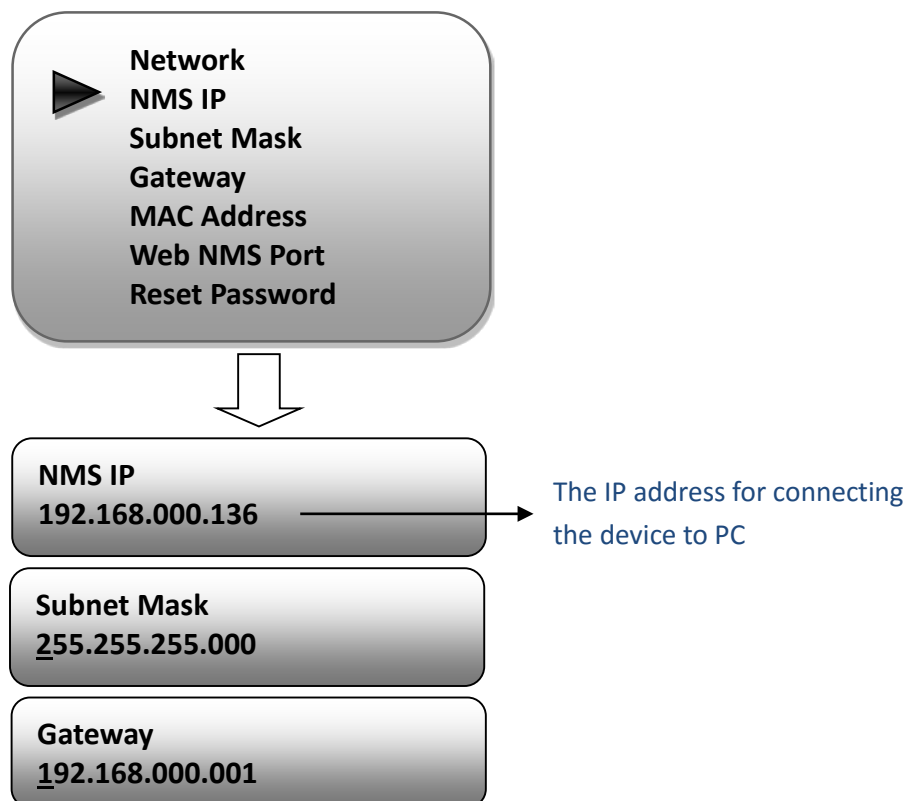 Network
NMS IP
Subnet Mask
Gateway
MAC Address
Web NMS Port
Reset Password
NMS IP
192.168.000.136
The IP address for connecting
the device to PC
Subnet Mask
255.255.255.000
Gateway
192.168.000.001